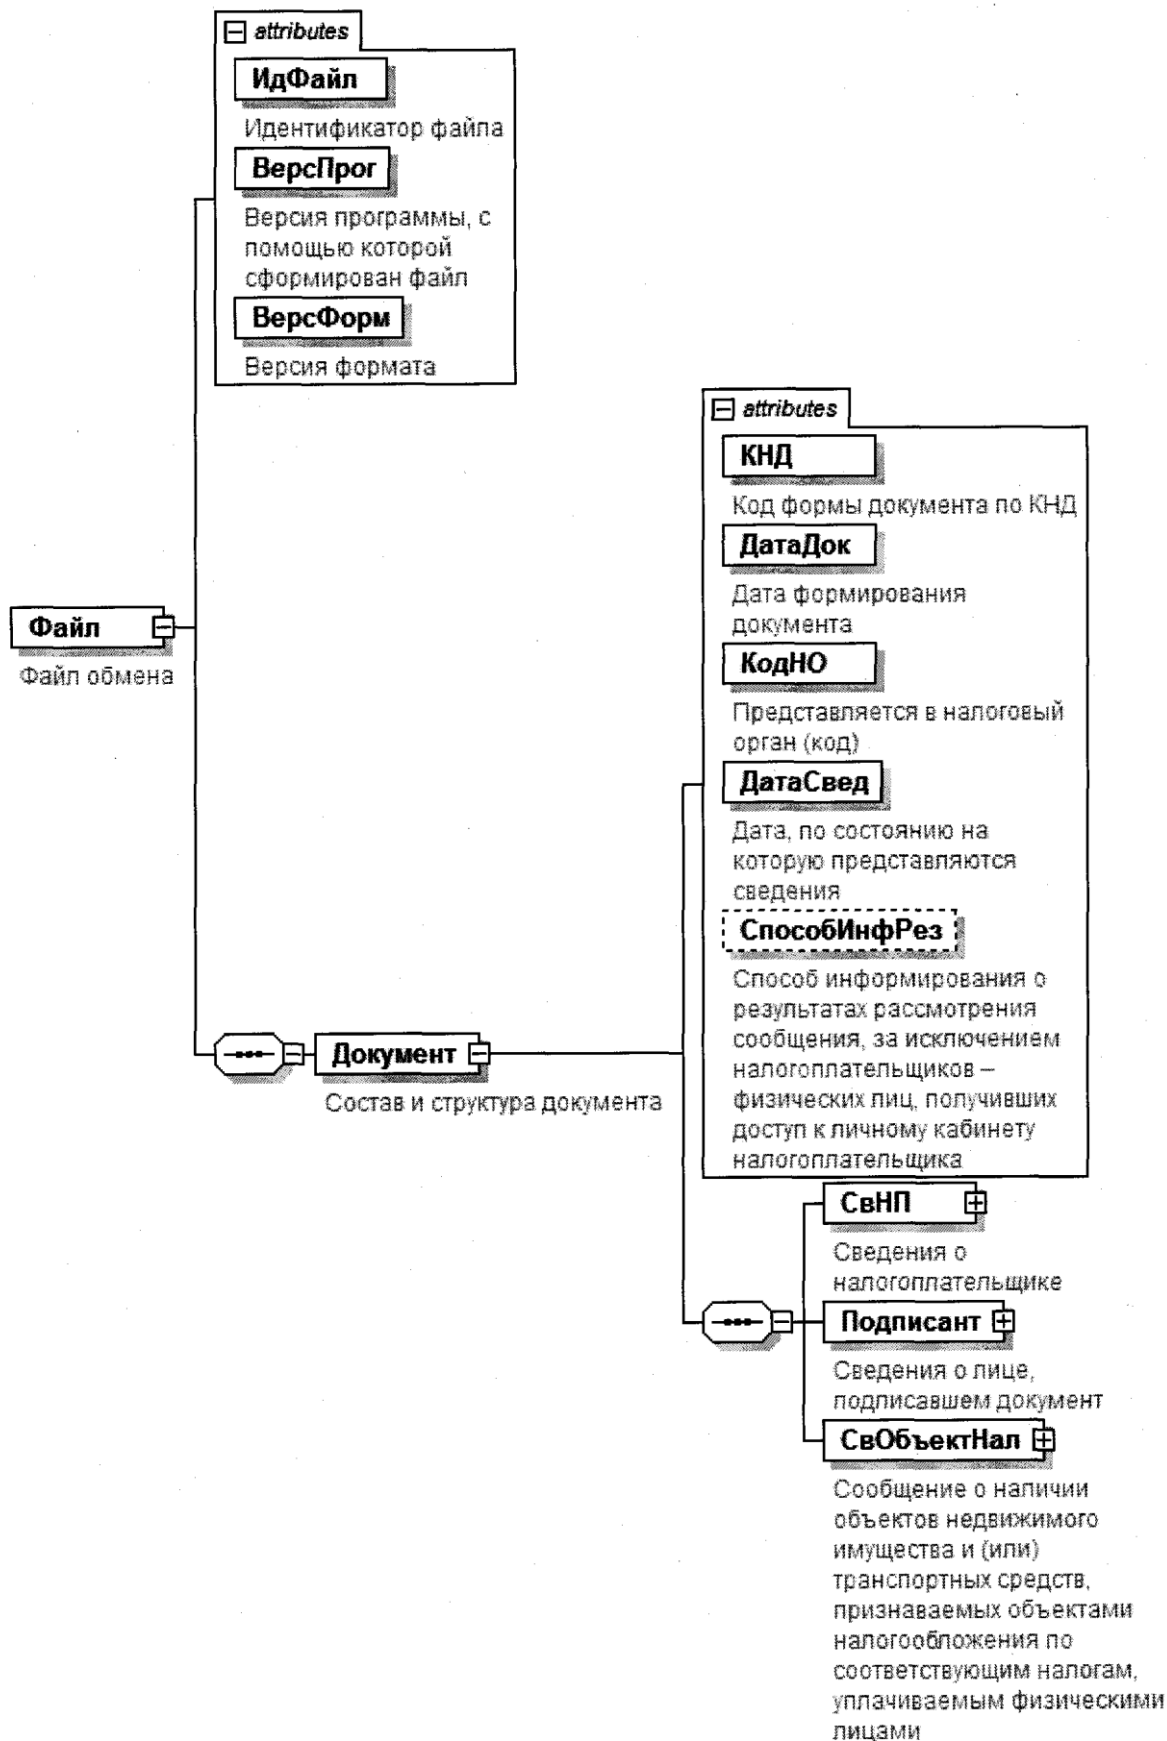 attributes
ИдФайл
Идентификатор файла
ВерсПрог
Версия программы, с
помощью которой
сформирован файл
ВерсФорм
Версия формата
Файл
Файл обмена
Документ
Состав и структура документа
attributes
КНД
Код формы документа по КНД
ДатаДок
Дата формирования
документа
КодНО
Представляется в налоговый
орган (код)
ДатаСвед
Дата, по состоянию на
которую представляются
сведения
СпособИнфРез
Способ информирования о
результатах рассмотрения
сообщения, за исключением
налогоплательщиков –
физических лиц, получивших
доступ к личному кабинету
налогоплательщика
СвНП
Сведения о
налогоплательщике
Подписант
Сведения о лице,
подписавшем документ
СвОбъектНал
Сообщение о наличии
объектов недвижимого
имущества и (или)
транспортных средств,
признаваемых объектами
налогообложения по
соответствующим налогам,
уплачиваемым физическими
лицами